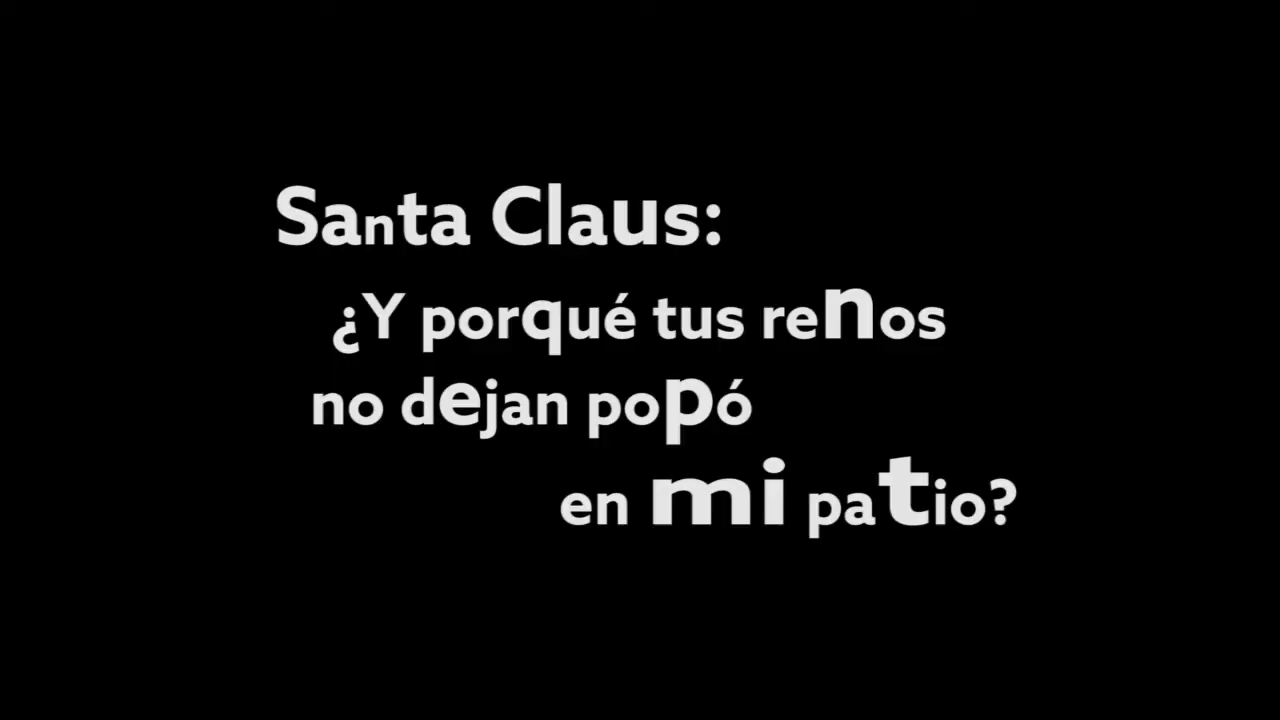 Santa Claus:
¿Y porqué tus renos
no dejan popó
en mi patio?